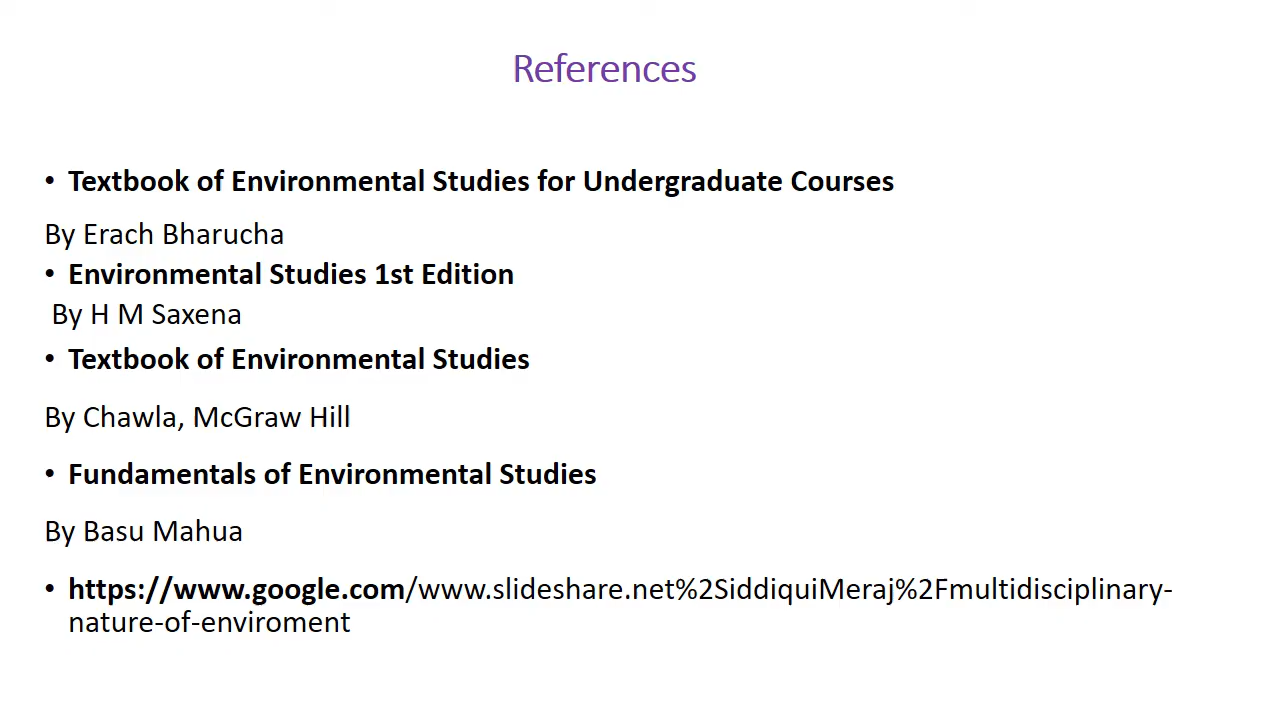 References
• Textbook of Environmental Studies for Undergraduate Courses
By Erach Bharucha
• Environmental Studies 1st Edition
By H M Saxena
• Textbook of Environmental Studies
By Chawla, McGraw Hill
• Fundamentals of Environmental Studies
By Basu Mahua
• https://www.google.com/www.slideshare.net%2SiddiquiMeraj%2Fmultidisciplinary-
nature-of-enviroment